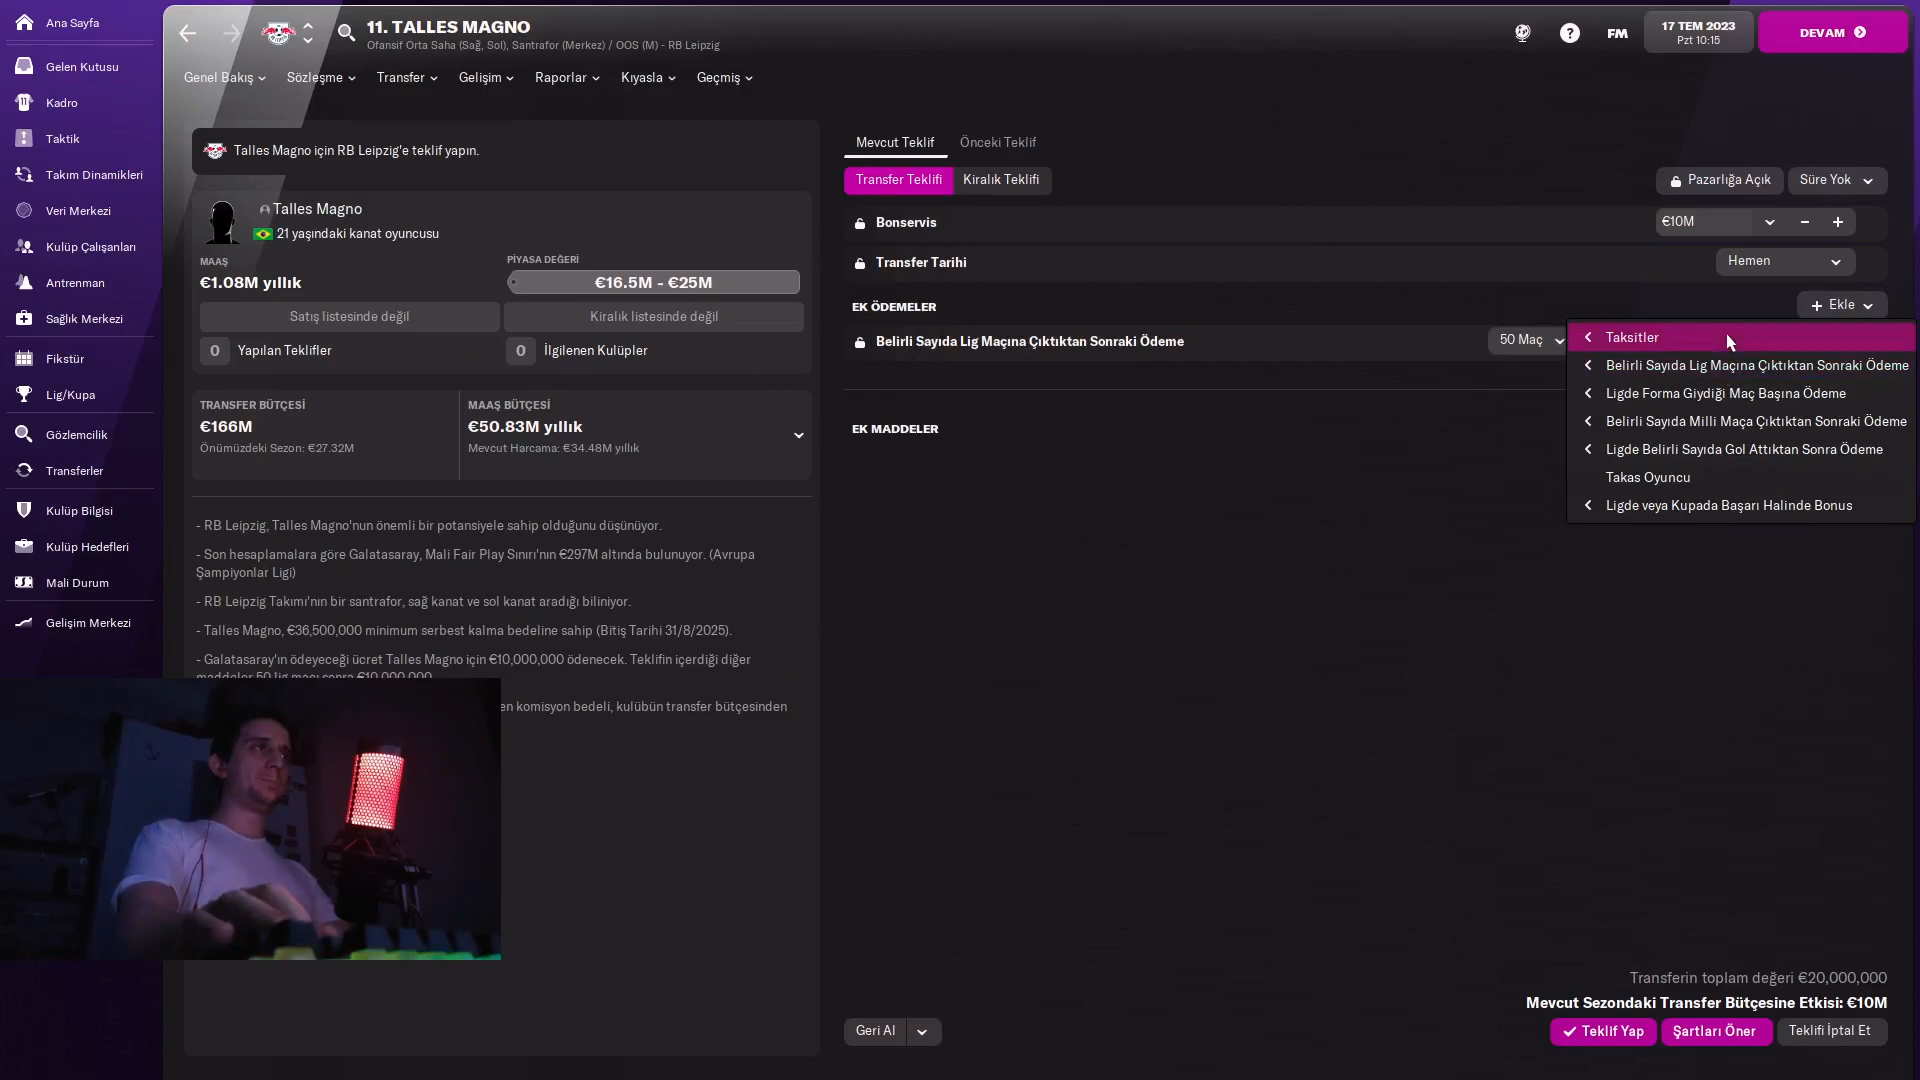 Ana Sayfa
Gelen Kutusu
Kadro
Taktik
Takım Dinamikleri
Veri Merkezi
Kulüp Çalışanları
Antrenman
Sağlık Merkezi
Fikstür
Lig/Kupa
Gözlemcilik
Transferler
Kulüp Bilgisi
Kulüp Hedefleri
Mali Durum
Gelişim Merkezi
11. TALLES MAGNO
Ofansif Orta Saha (Sağ, Sol), Santrafor (Merkez) / OOS (M) - RB Leipzig
FM
17 TEM 2023
Pzt 10:15
DEVAM
Genel Bakış
Sözleşme
Transfer
Gelişim
Raporlar
Kıyasla
Geçmiş
Talles Magno için RB Leipzig'e teklif yapın.
Talles Magno
21 yaşındaki kanat oyuncusu
MAAŞ
€1.08M yıllık
PİYASA DEĞERİ
€16.5M - €25M
Satış listesinde değil
Kiralık listesinde değil
0 Yapılan Teklifler
0 İlgilenen Kulüpler
TRANSFER BÜTÇESİ
€166M
Önümüzdeki Sezon: €27.32M
MAAŞ BÜTÇESİ
€50.83M yıllık
Mevcut Harcama: €34.48M yıllık
- RB Leipzig, Talles Magno'nun önemli bir potansiyele sahip olduğunu düşünüyor.
- Son hesaplamalara göre Galatasaray, Mali Fair Play Sınırı'nın €297M altında bulunuyor. (Avrupa
Şampiyonlar Ligi)
- RB Leipzig Takımı'nın bir santrafor, sağ kanat ve sol kanat aradığı biliniyor.
- Talles Magno, €36,500,000 minimum serbest kalma bedeline sahip (Bitiş Tarihi 31/8/2025).
- Galatasaray'ın ödeyeceği ücret Talles Magno için €10,000,000 ödenecek. Teklifin içerdiği diğer
maddeler 50 lig maçı sonra €10,000,000.
en komisyon bedeli, kulübün transfer bütçesinden
Mevcut Teklif
Önceki Teklif
Transfer Teklifi
Kiralık Teklifi
Pazarlığa Açık
Süre Yok
Bonservis
€10M
Transfer Tarihi
Hemen
EK ÖDEMELER
Ekle
Belirli Sayıda Lig Maçına Çıktıktan Sonraki Ödeme
50 Maç
Taksitler
Belirli Sayıda Lig Maçına Çıktıktan Sonraki Ödeme
Ligde Forma Giydiği Maç Başına Ödeme
Belirli Sayıda Milli Maça Çıktıktan Sonraki Ödeme
Ligde Belirli Sayıda Gol Attıktan Sonra Ödeme
Takas Oyuncu
Ligde veya Kupada Başarı Halinde Bonus
EK MADDELER
Transferin toplam değeri €20,000,000
Mevcut Sezondaki Transfer Bütçesine Etkisi: €10M
Geri Al
Teklif Yap
Şartları Öner
Teklifi İptal Et